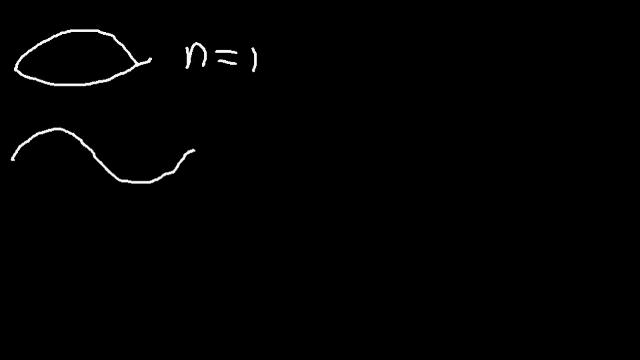 n = 1